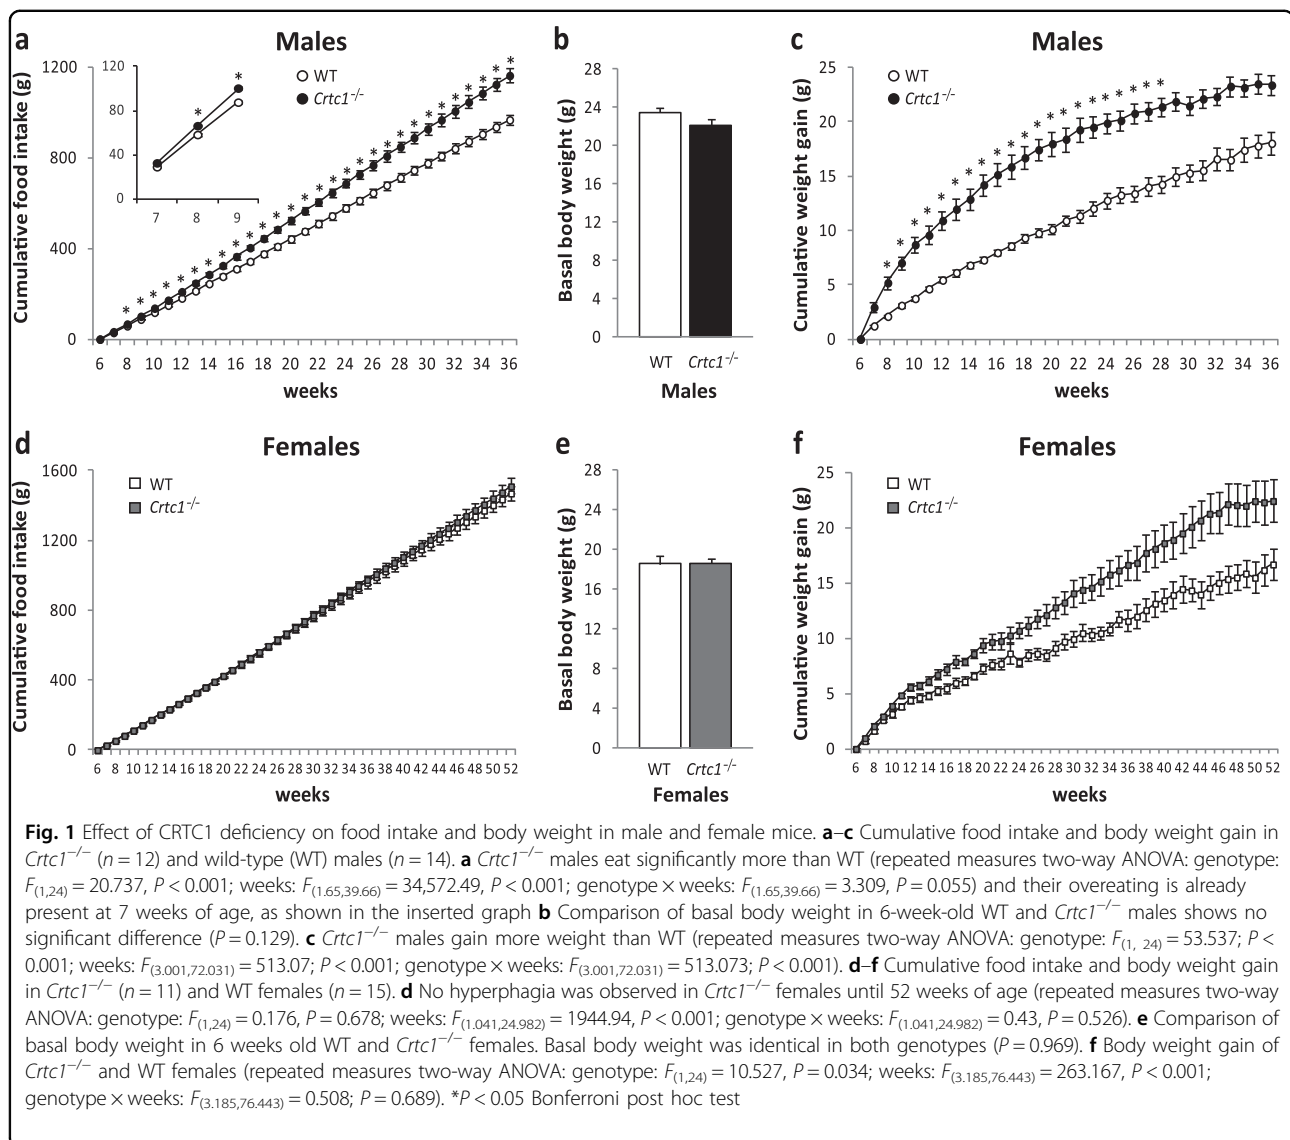 a
Males
Cumulative food intake (g)
1200
800
400
0
120
80
40
0
7 8 9
WT
Crtc1⁻/⁻
* * * * * * * * * * * * * * * * * * * * * * * * * * * * *
* *
6 8 10 12 14 16 18 20 22 24 26 28 30 32 34 36
weeks
b
Basal body weight (g)
28
24
20
16
12
8
4
0
WT Crtc1⁻/⁻
Males
c
Males
Cumulative weight gain (g)
25
20
15
10
5
0
WT
Crtc1⁻/⁻
* * * * * * * * * * * * * * * * * * * * *
6 8 10 12 14 16 18 20 22 24 26 28 30 32 34 36
weeks
d
Females
Cumulative food intake (g)
1600
1200
800
400
0
WT
Crtc1⁻/⁻
6 8 10 12 14 16 18 20 22 24 26 28 30 32 34 36 38 40 42 44 46 48 50 52
weeks
e
Basal body weight (g)
28
24
20
16
12
8
4
0
WT Crtc1⁻/⁻
Females
f
Females
Cumulative weight gain (g)
25
20
15
10
5
0
WT
Crtc1⁻/⁻
6 8 10 12 14 16 18 20 22 24 26 28 30 32 34 36 38 40 42 44 46 48 50 52
weeks
Fig. 1 Effect of CRTC1 deficiency on food intake and body weight in male and female mice. a–c Cumulative food intake and body weight gain in
Crtc1⁻/⁻ (n = 12) and wild-type (WT) males (n = 14). a Crtc1⁻/⁻ males eat significantly more than WT (repeated measures two-way ANOVA: genotype:
F(1,24) = 20.737, P < 0.001; weeks: F(1.65,39.66) = 34,572.49, P < 0.001; genotype × weeks: F(1.65,39.66) = 3.309, P = 0.055) and their overeating is already
present at 7 weeks of age, as shown in the inserted graph b Comparison of basal body weight in 6-week-old WT and Crtc1⁻/⁻ males shows no
significant difference (P = 0.129). c Crtc1⁻/⁻ males gain more weight than WT (repeated measures two-way ANOVA: genotype: F(1, 24) = 53.537; P <
0.001; weeks: F(3.001,72.031) = 513.07; P < 0.001; genotype × weeks: F(3.001,72.031) = 513.073; P < 0.001). d–f Cumulative food intake and body weight gain
in Crtc1⁻/⁻ (n = 11) and WT females (n = 15). d No hyperphagia was observed in Crtc1⁻/⁻ females until 52 weeks of age (repeated measures two-way
ANOVA: genotype: F(1,24) = 0.176, P = 0.678; weeks: F(1.041,24.982) = 1944.94, P < 0.001; genotype × weeks: F(1.041,24.982) = 0.43, P = 0.526). e Comparison of
basal body weight in 6 weeks old WT and Crtc1⁻/⁻ females. Basal body weight was identical in both genotypes (P = 0.969). f Body weight gain of
Crtc1⁻/⁻ and WT females (repeated measures two-way ANOVA: genotype: F(1,24) = 10.527, P = 0.034; weeks: F(3.185,76.443) = 263.167, P < 0.001;
genotype × weeks: F(3.185,76.443) = 0.508; P = 0.689). *P < 0.05 Bonferroni post hoc test